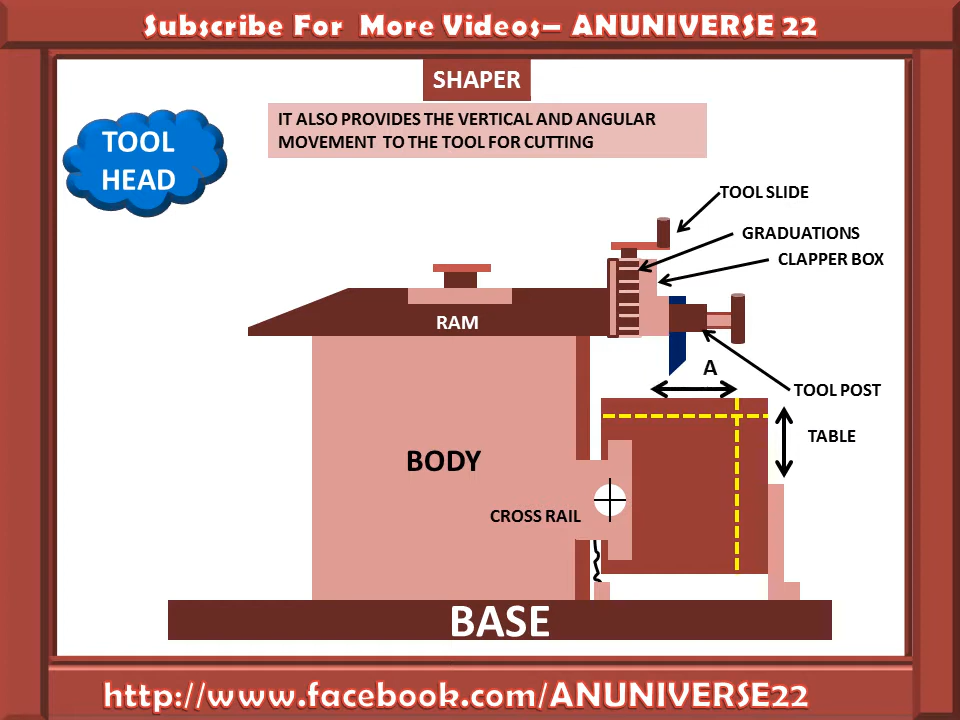 Subscribe For More Videos– ANUNIVERSE 22
SHAPER
IT ALSO PROVIDES THE VERTICAL AND ANGULAR
MOVEMENT TO THE TOOL FOR CUTTING
TOOL
HEAD
TOOL SLIDE
GRADUATIONS
CLAPPER BOX
RAM
A
TOOL POST
TABLE
BODY
CROSS RAIL
BASE
http://www.facebook.com/ANUNIVERSE22